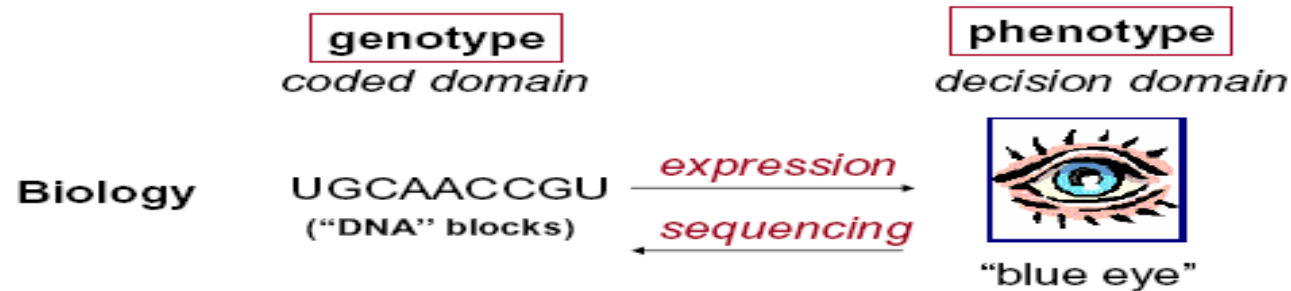 genotype
coded domain
phenotype
decision domain
Biology
UGCAACCGU
(“DNA” blocks)
expression
sequencing
“blue eye”